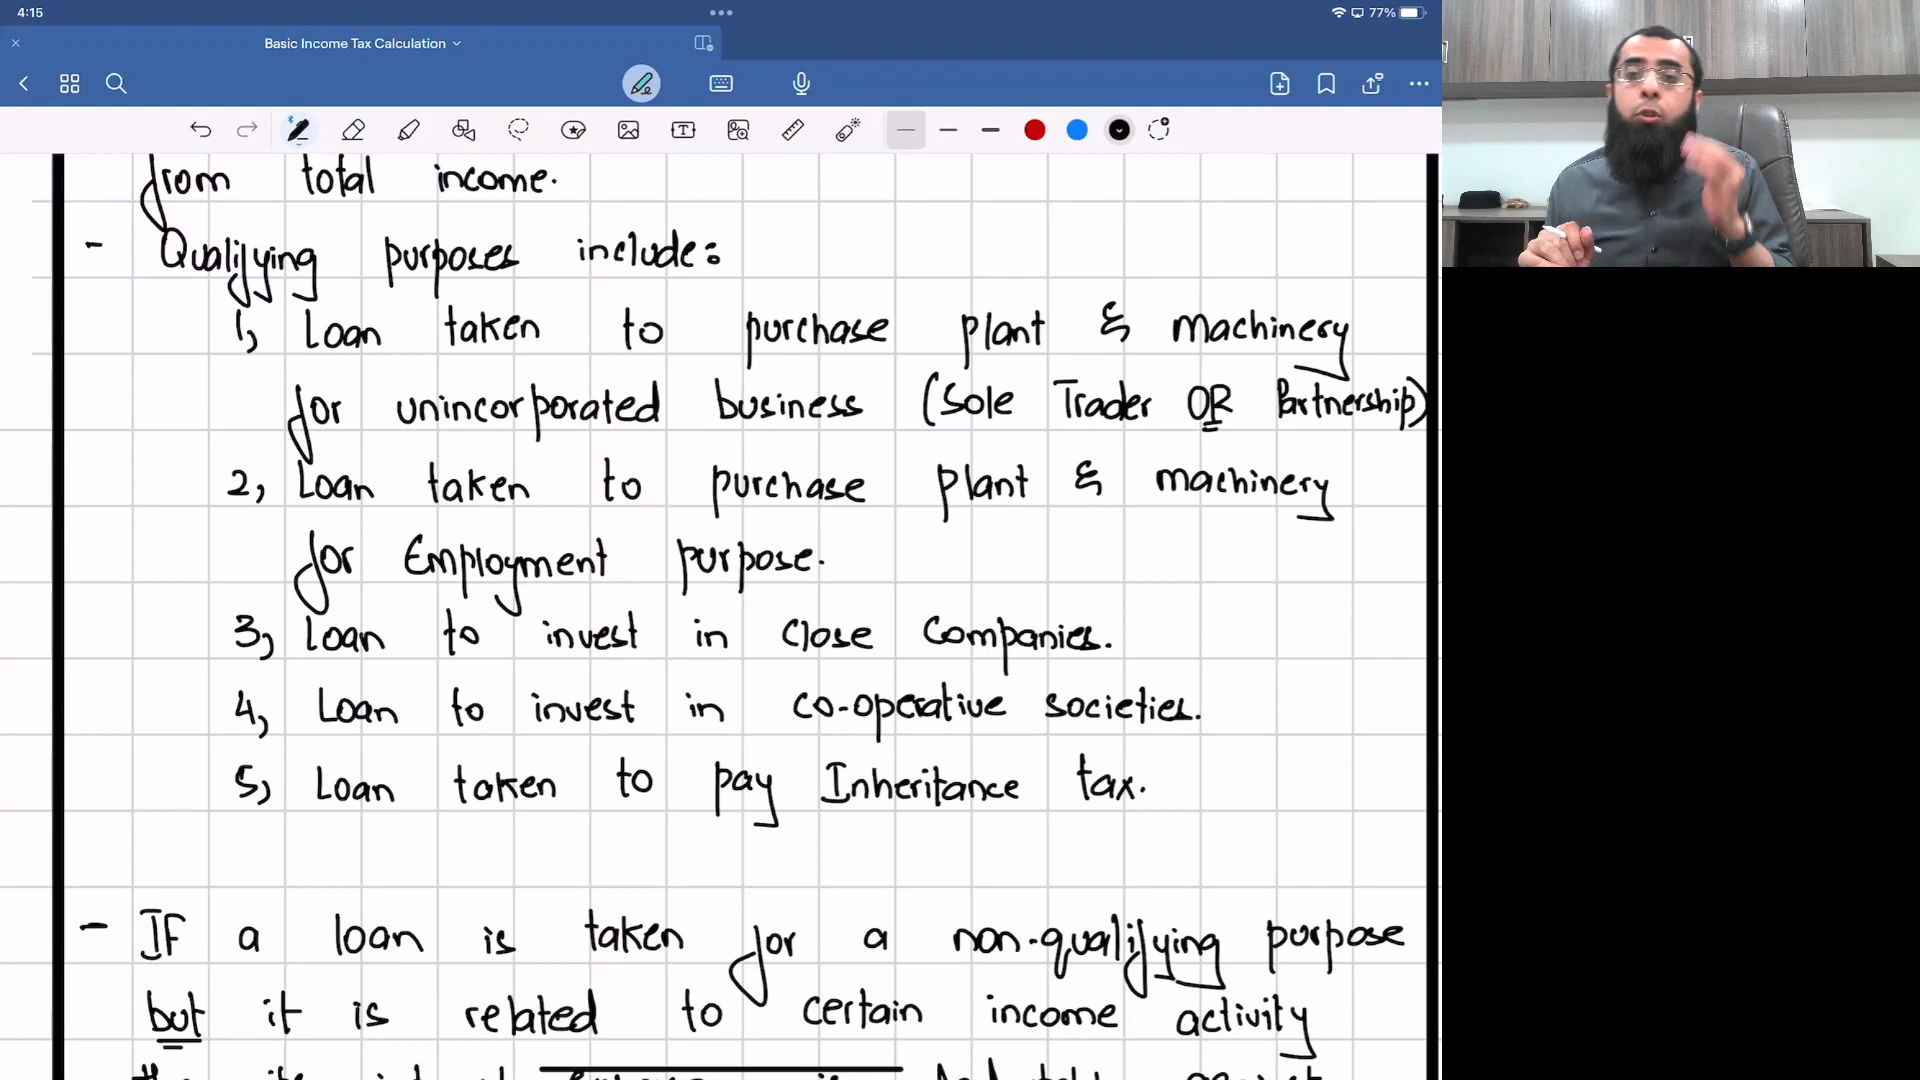 4:15
77%
Basic Income Tax Calculation
from total income.
- Qualifying purposes include:
1, Loan taken to purchase plant & machinery
for unincorporated business (Sole Trader OR Partnership)
2, Loan taken to purchase plant & machinery
for Employment purpose.
3, Loan to invest in close companies.
4, Loan to invest in co-operative societies.
5, Loan taken to pay Inheritance tax.
- IF a loan is taken for a non-qualifying purpose
but it is related to certain income activity